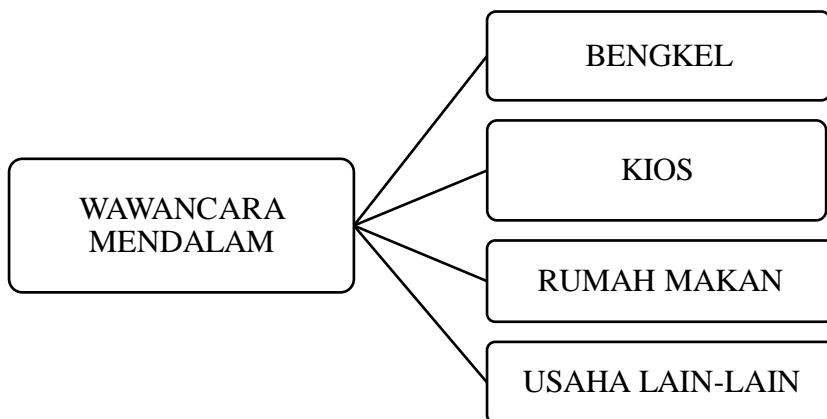 WAWANCARA
MENDALAM
BENGKEL
KIOS
RUMAH MAKAN
USAHA LAIN-LAIN